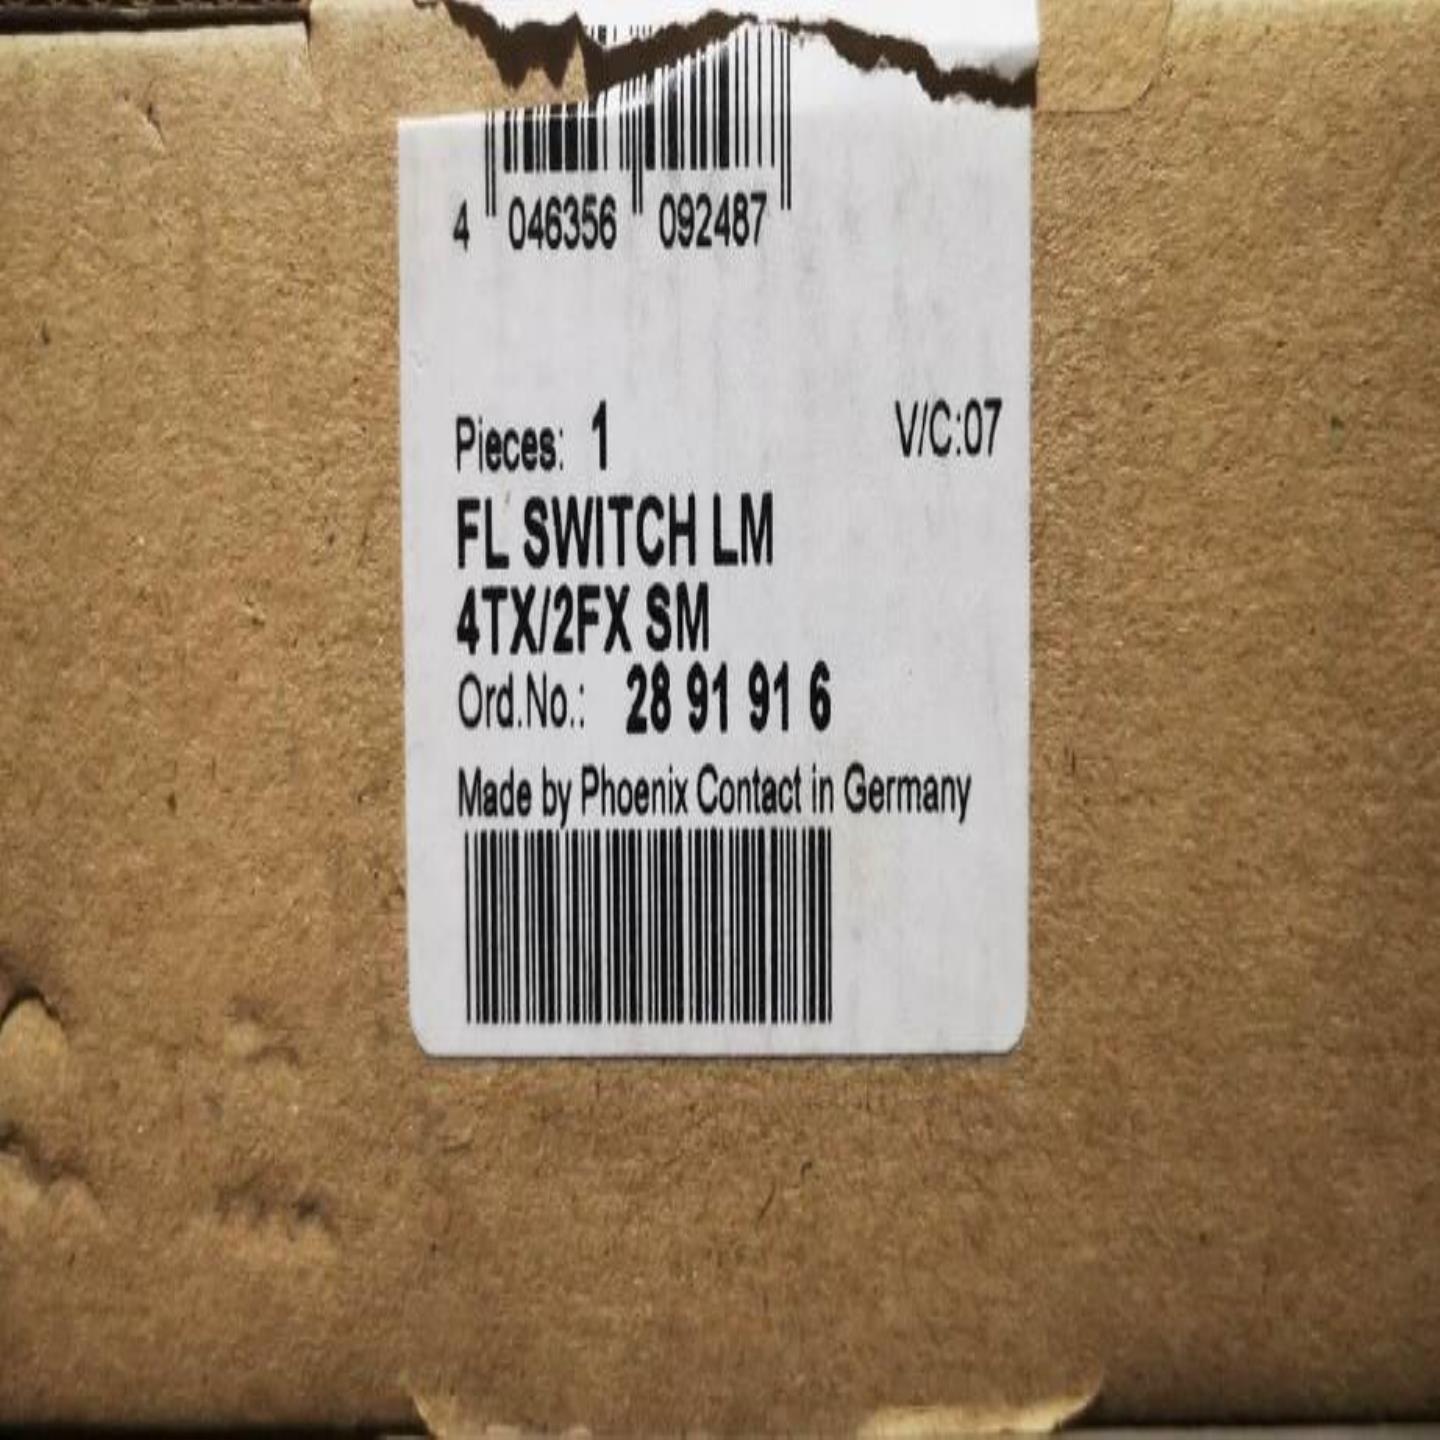 4 046356 092487
Pieces: 1 V/C:07
FL SWITCH LM
4TX/2FX SM
Ord.No.: 28 91 91 6
Made by Phoenix Contact in Germany